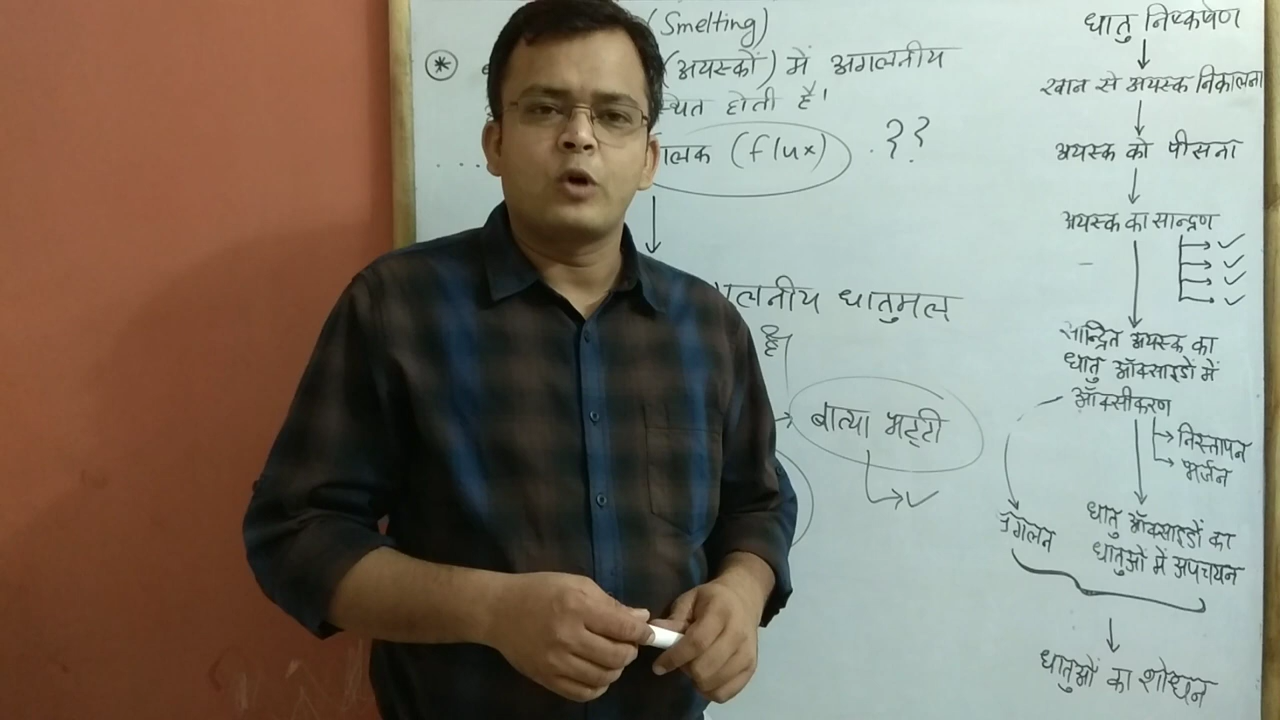 (Smelting)
(अयस्कों) में अगलनीय
स्थित होती है।
गालक (flux) ??
गलनीय धातुमल
है।
वात्या भट्टी
धातु निष्कर्षण
खान से अयस्क निकालना
अयस्क को पीसना
अयस्क का सान्द्रण
सान्द्रित अयस्क का
धातु ऑक्साइडों में
ऑक्सीकरण
निस्तापन
भर्जन
प्रगलन
धातु ऑक्साइडों का
धातुओं में अपचयन
धातुओं का शोधन